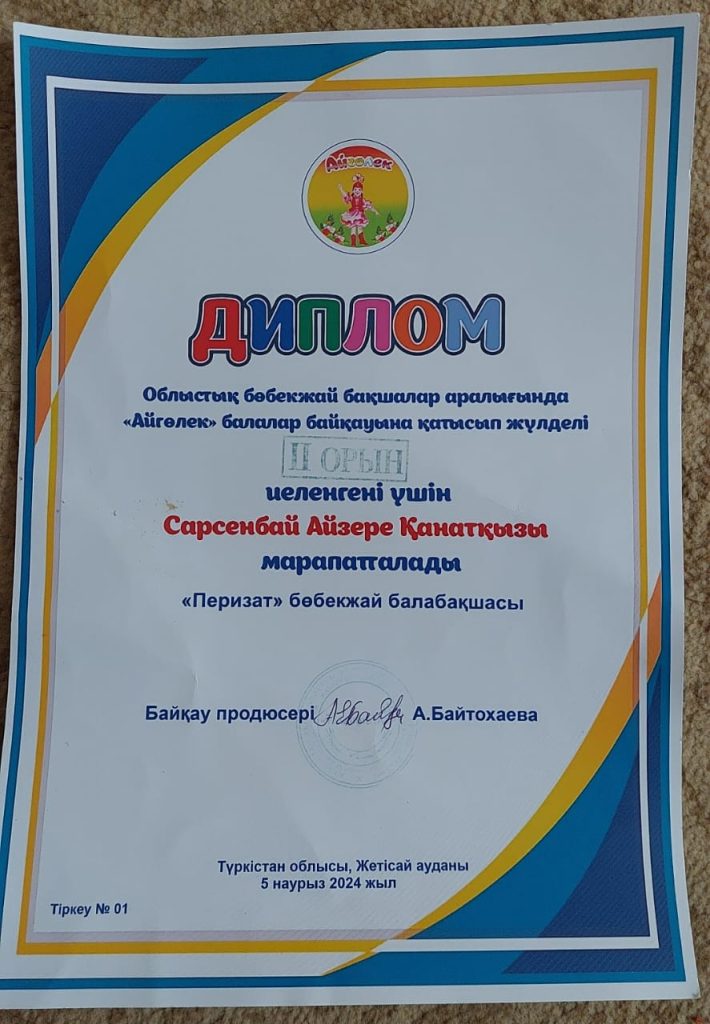 Айгөлек
ДИПЛОМ
Облыстық бөбекжай бақшалар аралығында
«Айгөлек» балалар байқауына қатысып жүлделі
II ОРЫН
иеленгені үшін
Сарсенбай Айзере Қанатқызы
марапатталады
«Перизат» бөбекжай балабақшасы
Байқау продюсері А.Байтохаева
Түркістан облысы, Жетісай ауданы
5 наурыз 2024 жыл
Тіркеу № 01